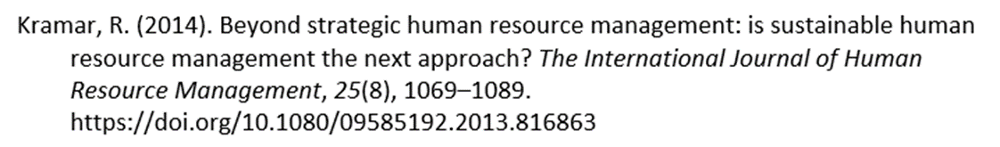 Kramar, R. (2014). Beyond strategic human resource management: is sustainable human
resource management the next approach? The International Journal of Human
Resource Management, 25(8), 1069–1089.
https://doi.org/10.1080/09585192.2013.816863